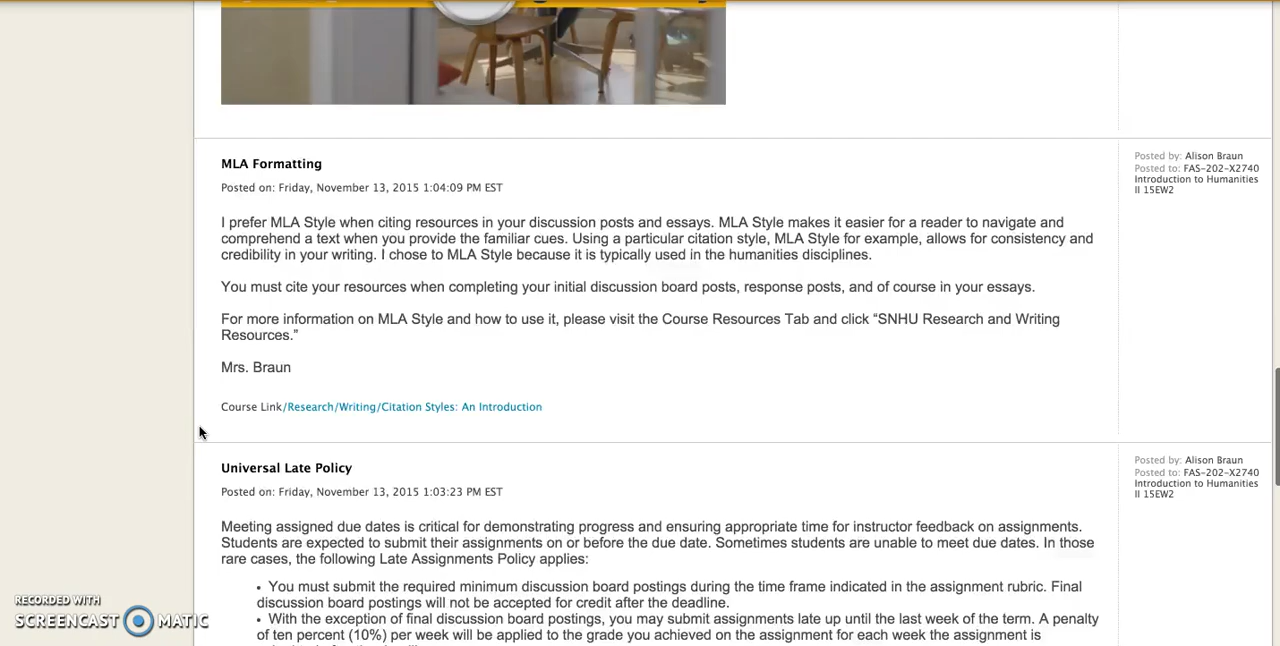 MLA Formatting
Posted on: Friday, November 13, 2015 1:04:09 PM EST
I prefer MLA Style when citing resources in your discussion posts and essays. MLA Style makes it easier for a reader to navigate and
comprehend a text when you provide the familiar cues. Using a particular citation style, MLA Style for example, allows for consistency and
credibility in your writing. I chose to MLA Style because it is typically used in the humanities disciplines.
You must cite your resources when completing your initial discussion board posts, response posts, and of course in your essays.
For more information on MLA Style and how to use it, please visit the Course Resources Tab and click “SNHU Research and Writing
Resources.”
Mrs. Braun
Course Link/Research/Writing/Citation Styles: An Introduction
Posted by: Alison Braun
Posted to: FAS-202-X2740
Introduction to Humanities
II 15EW2
Universal Late Policy
Posted on: Friday, November 13, 2015 1:03:23 PM EST
Meeting assigned due dates is critical for demonstrating progress and ensuring appropriate time for instructor feedback on assignments.
Students are expected to submit their assignments on or before the due date. Sometimes students are unable to meet due dates. In those
rare cases, the following Late Assignments Policy applies:
• You must submit the required minimum discussion board postings during the time frame indicated in the assignment rubric. Final
discussion board postings will not be accepted for credit after the deadline.
• With the exception of final discussion board postings, you may submit assignments late up until the last week of the term. A penalty
of ten percent (10%) per week will be applied to the grade you achieved on the assignment for each week the assignment is
Posted by: Alison Braun
Posted to: FAS-202-X2740
Introduction to Humanities
II 15EW2
RECORDED WITH
SCREENCAST MATIC